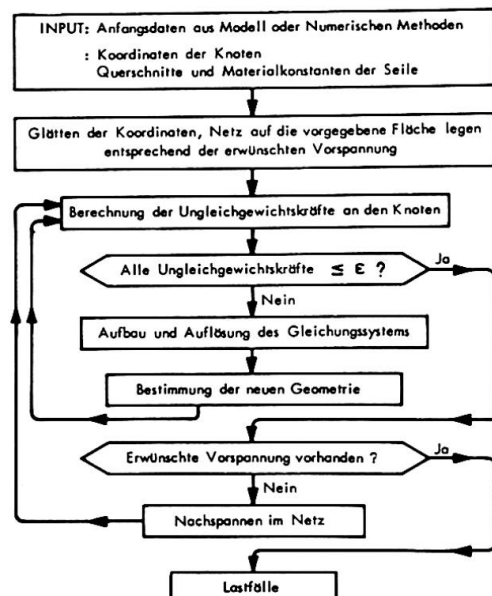 INPUT: Anfangsdaten aus Modell oder Numerischen Methoden
: Koordinaten der Knoten
Querschnitte und Materialkonstanten der Seile
Glätten der Koordinaten, Netz auf die vorgegebene Fläche legen
entsprechend der erwünschten Vorspannung
Berechnung der Ungleichgewichtskräfte an den Knoten
Alle Ungleichgewichtskräfte ≤ ε ?
Ja
Nein
Aufbau und Auflösung des Gleichungssystems
Bestimmung der neuen Geometrie
Erwünschte Vorspannung vorhanden ?
Ja
Nein
Nachspannen im Netz
Lastfälle